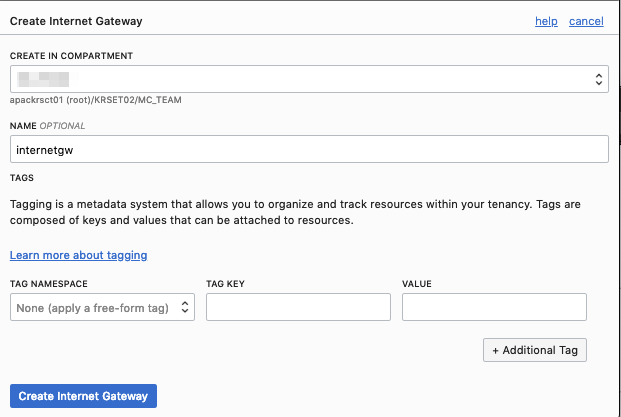 Create Internet Gateway help cancel
CREATE IN COMPARTMENT
apackrsct01 (root)/KRSET02/MC_TEAM
NAME OPTIONAL
internetgw
TAGS
Tagging is a metadata system that allows you to organize and track resources within your tenancy. Tags are
composed of keys and values that can be attached to resources.
Learn more about tagging
TAG NAMESPACE TAG KEY VALUE
None (apply a free-form tag)
+ Additional Tag
Create Internet Gateway